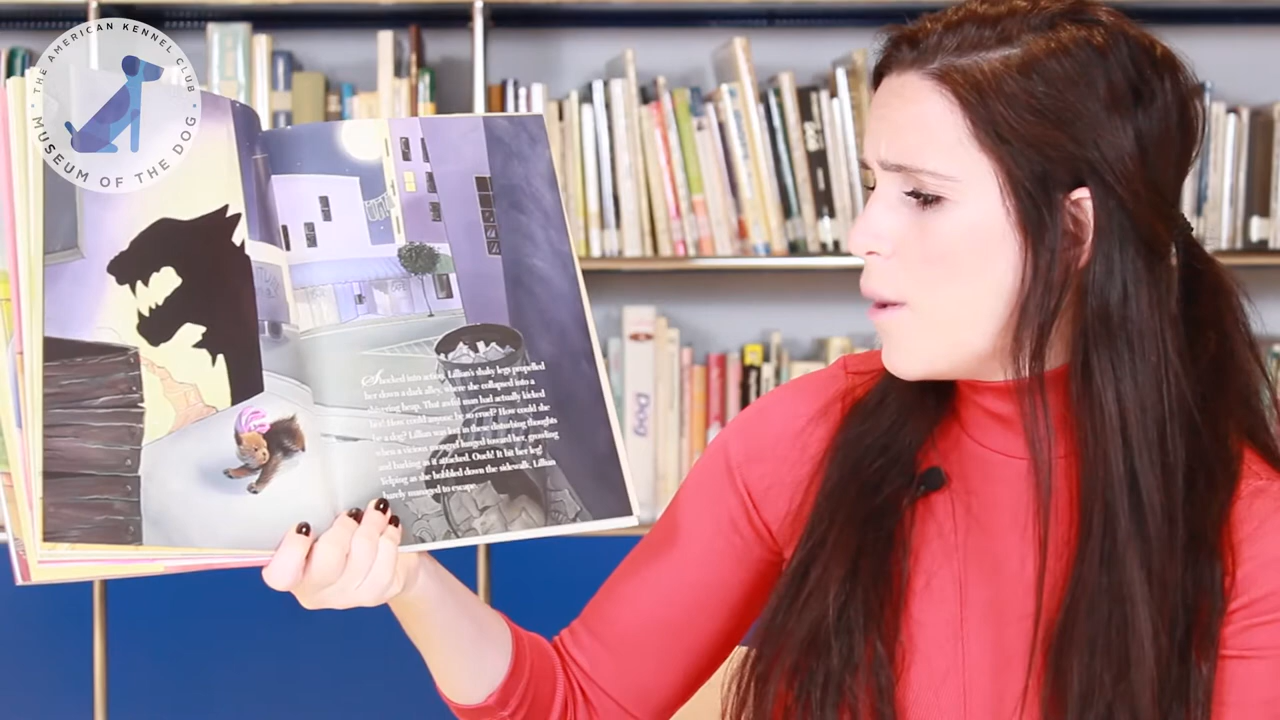 THE AMERICAN KENNEL CLUB
MUSEUM OF THE DOG
Shocked into action, Lillian's shaky legs propelled
her down a dark alley, where she collapsed into a
shivering heap. That awful man had actually kicked
her! How could anyone be so cruel? How could she
be a dog? Lillian was lost in these disturbing thoughts
when a vicious mongrel lunged toward her, growling
and barking as it attacked. Ouch! It bit her leg!
Yelping as she hobbled down the sidewalk, Lillian
barely managed to escape.
CAFE
Dog